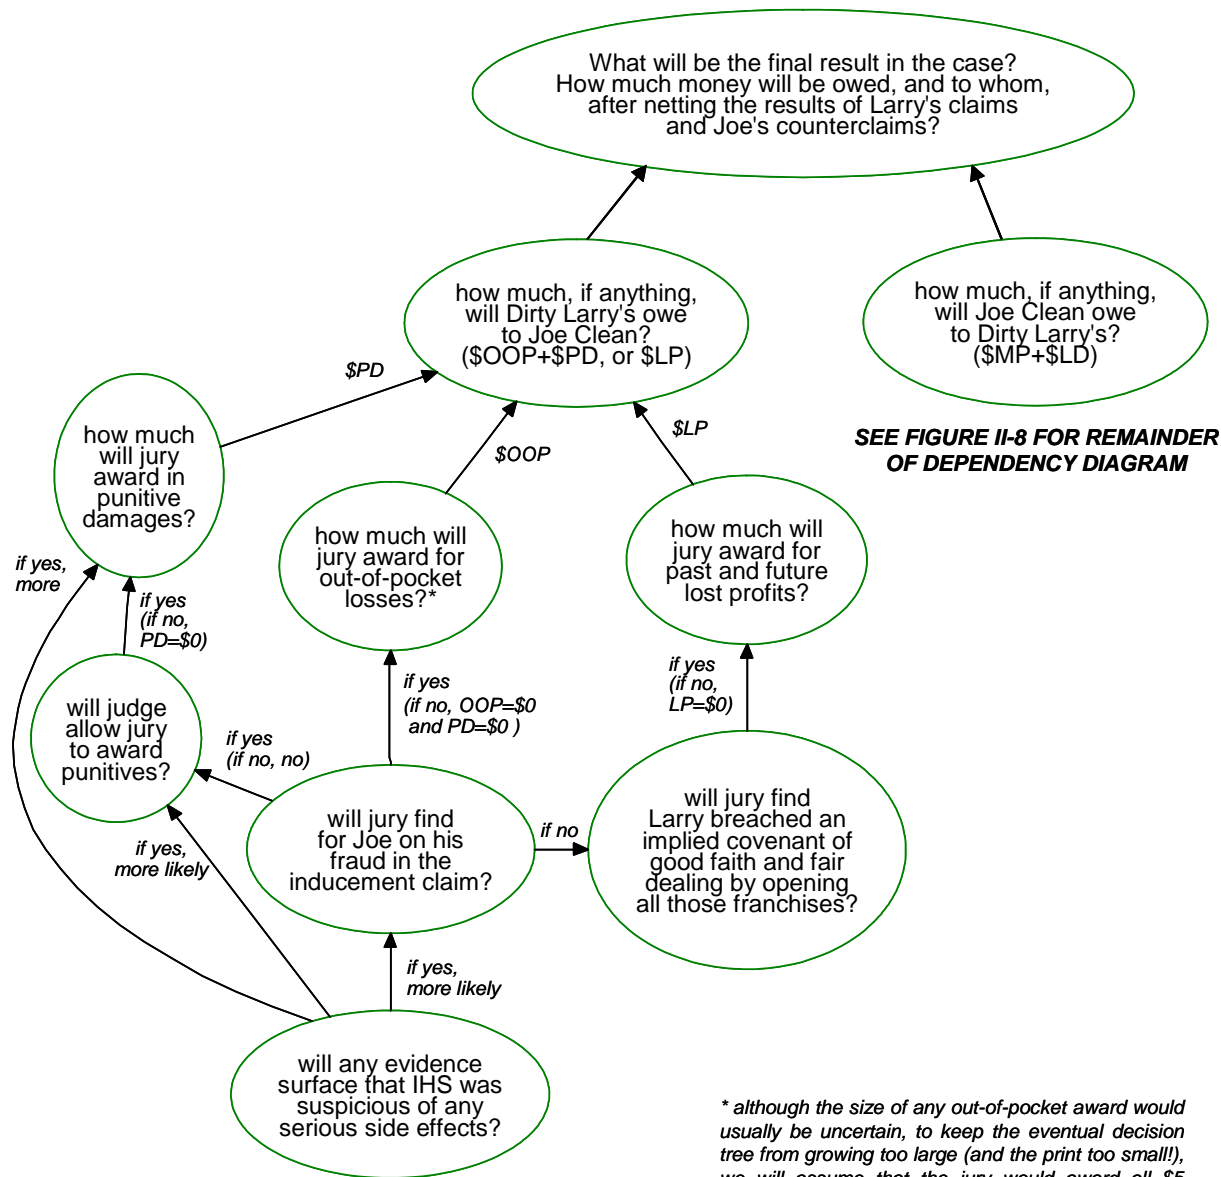 What will be the final result in the case?
How much money will be owed, and to whom,
after netting the results of Larry's claims
and Joe's counterclaims?
how much, if anything,
will Dirty Larry's owe
to Joe Clean?
($OOP+$PD, or $LP)
how much, if anything,
will Joe Clean owe
to Dirty Larry's?
($MP+$LD)
SEE FIGURE II-8 FOR REMAINDER
OF DEPENDENCY DIAGRAM
$PD
$OOP
$LP
how much
will jury
award in
punitive
damages?
how much will
jury award for
out-of-pocket
losses?*
how much will
jury award for
past and future
lost profits?
if yes,
more
if yes
(if no,
PD=$0)
if yes
(if no, OOP=$0
and PD=$0 )
if yes
(if no,
LP=$0)
will judge
allow jury
to award
punitives?
if yes
(if no, no)
will jury find
for Joe on his
fraud in the
inducement claim?
if no
will jury find
Larry breached an
implied covenant of
good faith and fair
dealing by opening
all those franchises?
if yes,
more likely
if yes,
more likely
will any evidence
surface that IHS was
suspicious of any
serious side effects?
* although the size of any out-of-pocket award would
usually be uncertain, to keep the eventual decision
tree from growing too large (and the print too small!),
we will assume that the jury would award all $5